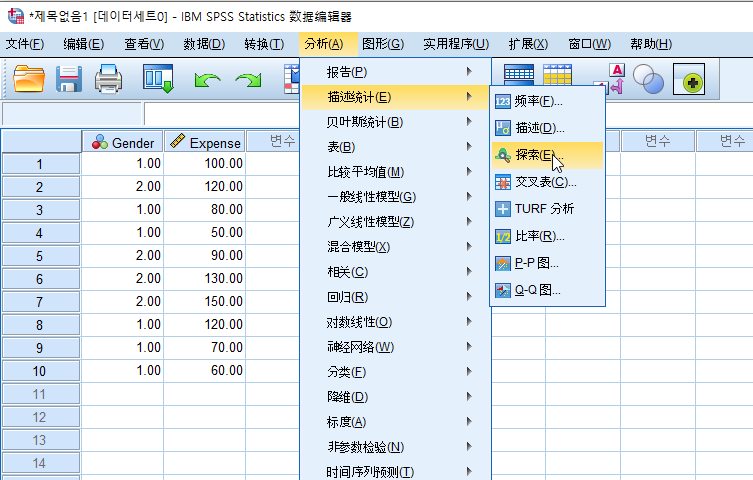 *제목없음1 [데이터세트0] - IBM SPSS Statistics 数据编辑器
文件(F) 编辑(E) 查看(V) 数据(D) 转换(T) 分析(A) 图形(G) 实用程序(U) 扩展(X) 窗口(W) 帮助(H)
报告(P)
描述统计(E)
贝叶斯统计(B)
表(B)
比较平均值(M)
一般线性模型(G)
广义线性模型(Z)
混合模型(X)
相关(C)
回归(R)
对数线性(O)
神经网络(W)
分类(F)
降维(D)
标度(A)
非参数检验(N)
时间序列预测(T)
123 频率(F)...
描述(D)...
探索(E)...
交叉表(C)...
TURF 分析
1/2 比率(R)...
P-P 图...
Q-Q 图...
A
Gender Expense 변수 변수 변수
1 1.00 100.00
2 2.00 120.00
3 1.00 80.00
4 1.00 50.00
5 2.00 90.00
6 2.00 130.00
7 2.00 150.00
8 1.00 120.00
9 1.00 70.00
10 1.00 60.00
11
12
13
14